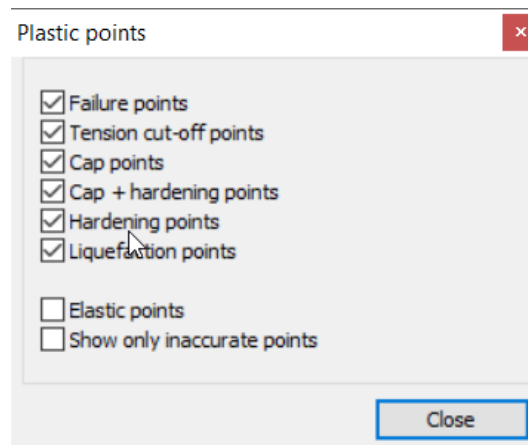 Plastic points
Failure points
Tension cut-off points
Cap points
Cap + hardening points
Hardening points
Liquefaction points
Elastic points
Show only inaccurate points
Close